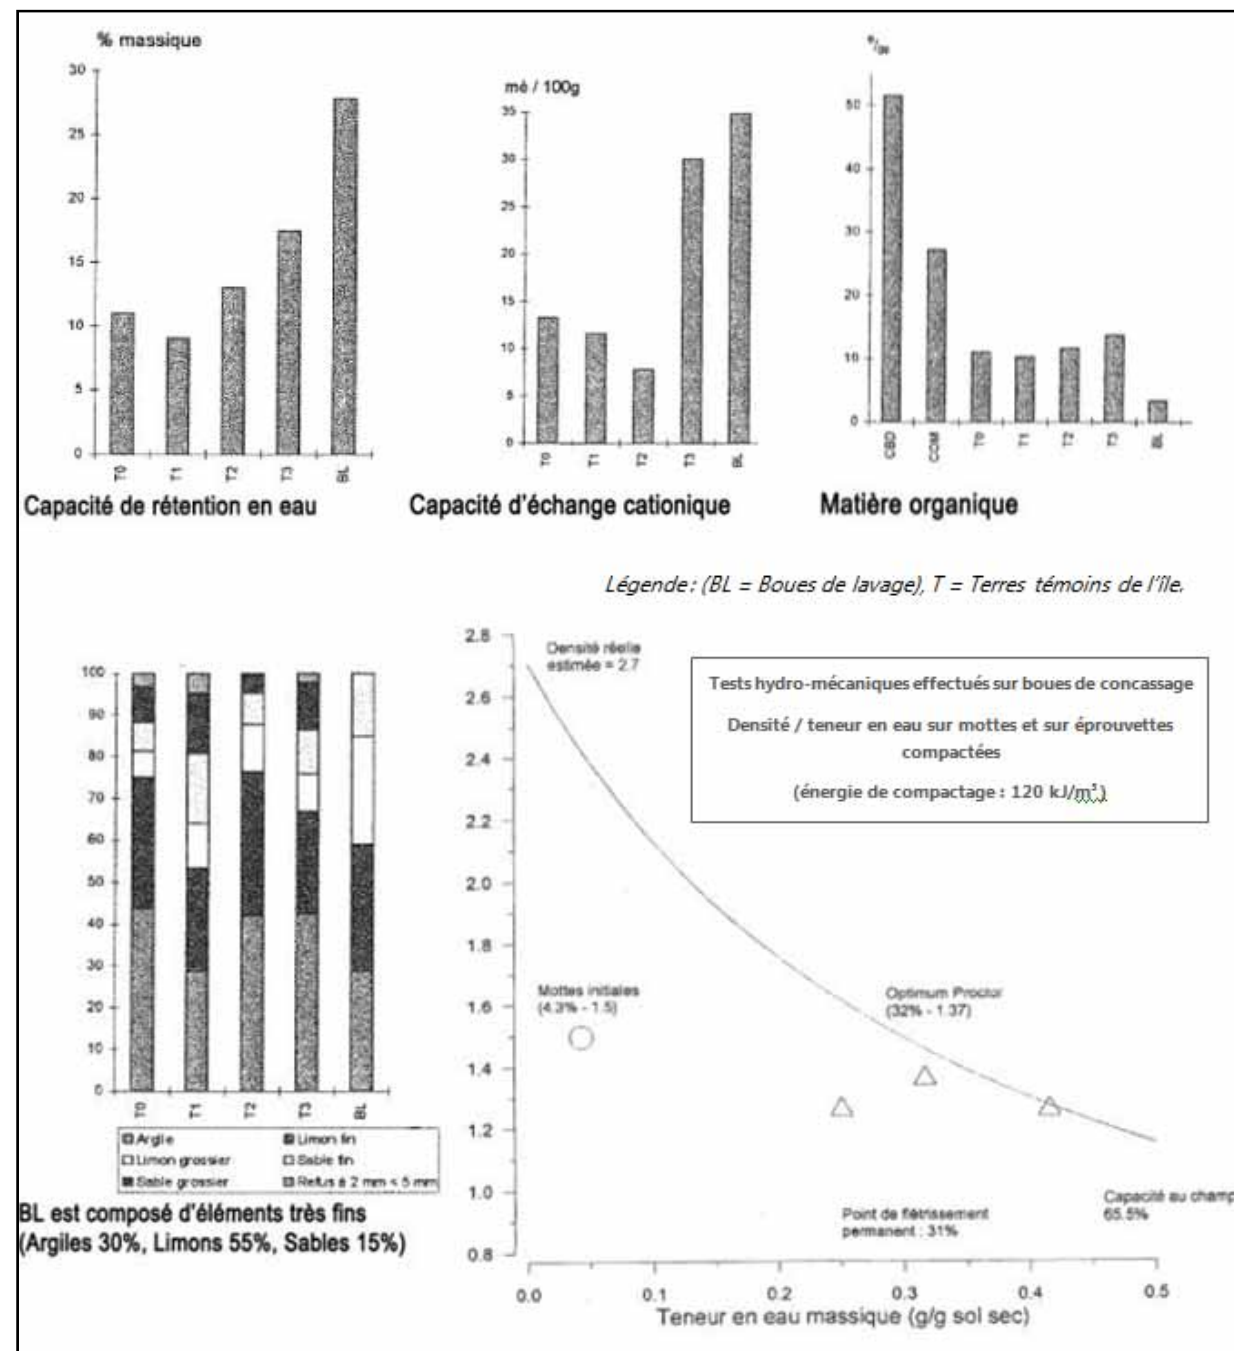 % massique
30
25
20
15
10
5
0
T0 T1 T2 T3 BL
Capacité de rétention en eau
mé / 100g
35
30
25
20
15
10
5
0
T0 T1 T2 T3 BL
Capacité d'échange cationique
50
40
30
20
10
0
CBO COM T0 T1 T2 T3 BL
Matière organique
Légende : (BL = Boues de lavage), T = Terres témoins de l'île.
100
90
80
70
60
50
40
30
20
10
0
T0 T1 T2 T3 BL
Argile Limon fin
Limon grossier Sable fin
Sable grossier Refus à 2 mm < 5 mm
BL est composé d'éléments très fins
(Argiles 30%, Limons 55%, Sables 15%)
2.8
2.6
2.4
2.2
2.0
1.8
1.6
1.4
1.2
1.0
0.8
Densité réelle
estimée = 2.7
Tests hydro-mécaniques effectués sur boues de concassage
Densité / teneur en eau sur mottes et sur éprouvettes
compactées
(énergie de compactage : 120 kJ/m³)
Mottes initiales
(4.3% - 1.5)
Optimum Proctor
(32% - 1.37)
Point de flétrissement
permanent : 31%
Capacité au champ
65.5%
0.0 0.1 0.2 0.3 0.4 0.5
Teneur en eau massique (g/g sol sec)